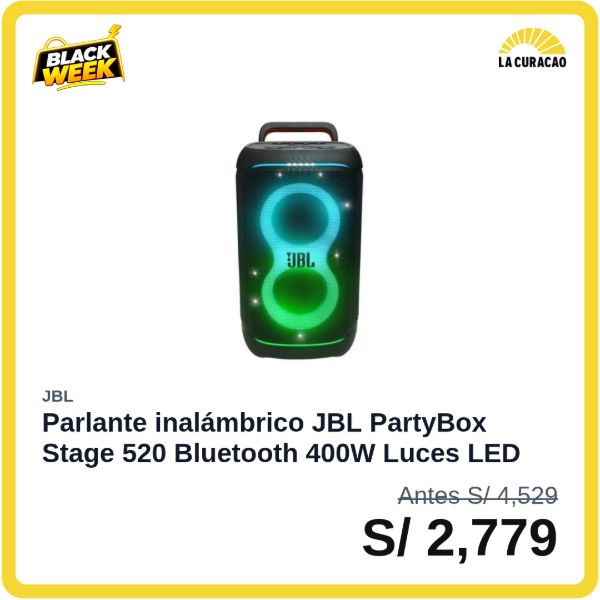 BLACK
WEEK
LA CURACAO
JBL
JBL
Parlante inalámbrico JBL PartyBox
Stage 520 Bluetooth 400W Luces LED
Antes S/ 4,529
S/ 2,779